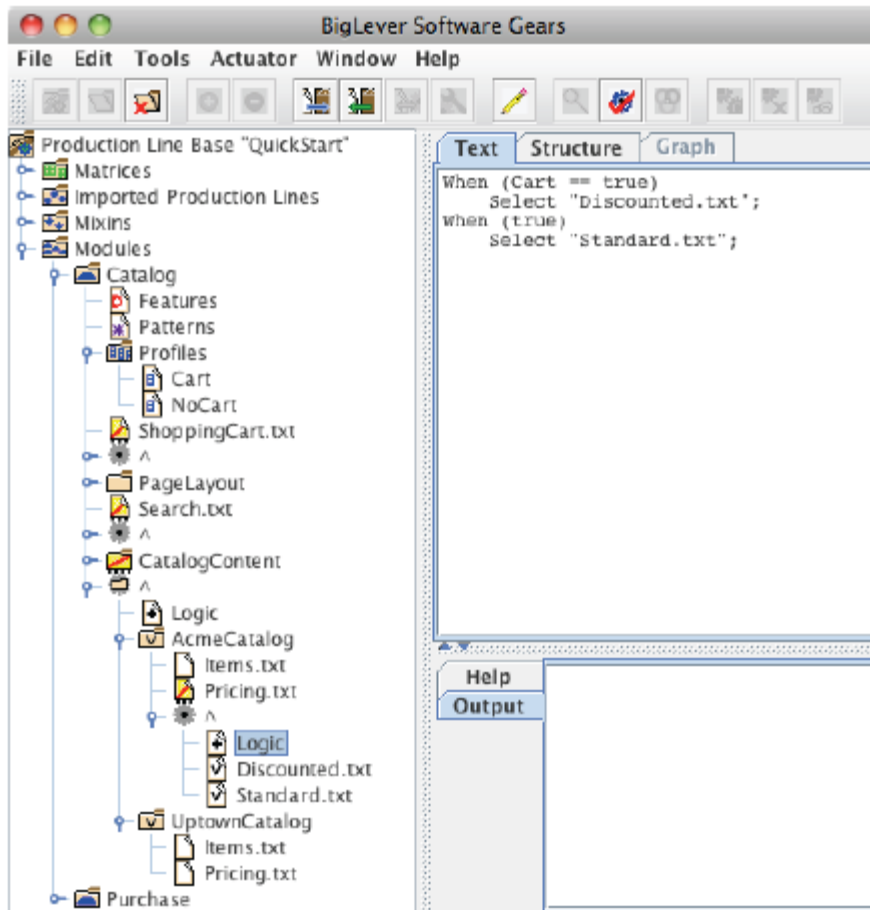 BigLever Software Gears
File Edit Tools Actuator Window Help
Production Line Base "QuickStart"
Matrices
Imported Production Lines
Mixins
Modules
Catalog
Features
Patterns
Profiles
Cart
NoCart
ShoppingCart.txt
^
PageLayout
Search.txt
^
CatalogContent
^
Logic
AcmeCatalog
Items.txt
Pricing.txt
^
Logic
Discounted.txt
Standard.txt
UptownCatalog
Items.txt
Pricing.txt
Purchase
Text Structure Graph
When (Cart == true)
Select "Discounted.txt";
When (true)
Select "Standard.txt";
Help
Output